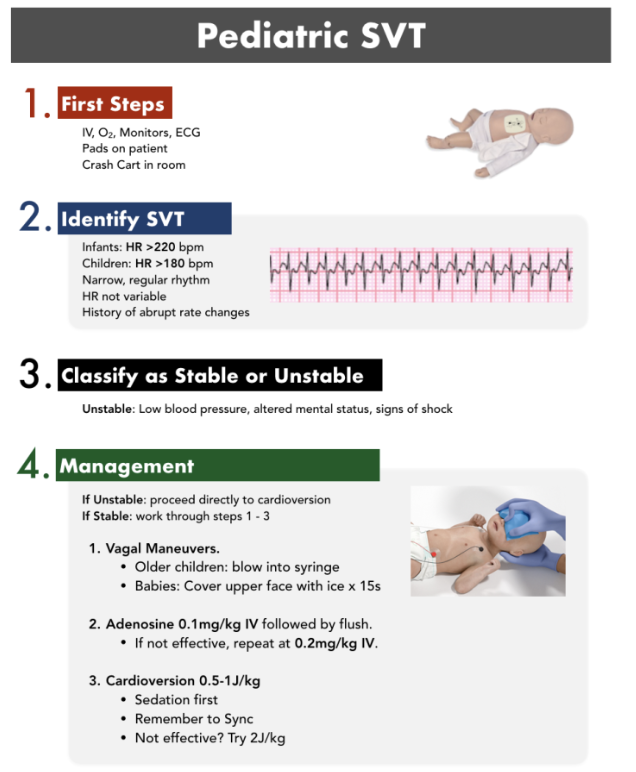 Pediatric SVT
1. First Steps
IV, O₂, Monitors, ECG
Pads on patient
Crash Cart in room
2. Identify SVT
Infants: HR >220 bpm
Children: HR >180 bpm
Narrow, regular rhythm
HR not variable
History of abrupt rate changes
3. Classify as Stable or Unstable
Unstable: Low blood pressure, altered mental status, signs of shock
4. Management
If Unstable: proceed directly to cardioversion
If Stable: work through steps 1 - 3
1. Vagal Maneuvers.
• Older children: blow into syringe
• Babies: Cover upper face with ice x 15s
2. Adenosine 0.1mg/kg IV followed by flush.
• If not effective, repeat at 0.2mg/kg IV.
3. Cardioversion 0.5-1J/kg
• Sedation first
• Remember to Sync
• Not effective? Try 2J/kg